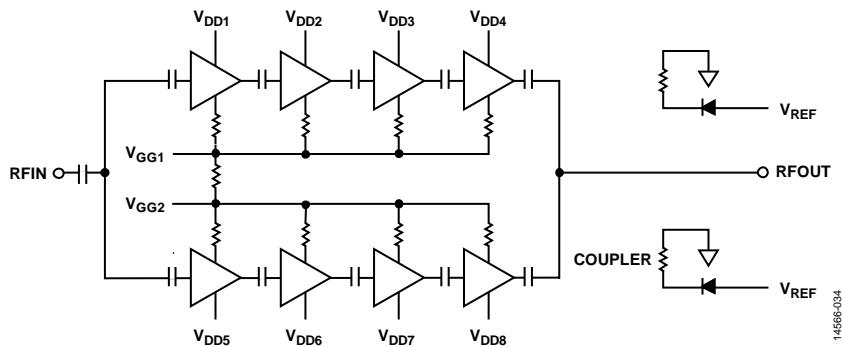 VDD1 VDD2 VDD3 VDD4
VREF
VGG1
RFIN
RFOUT
VGG2
COUPLER
VREF
VDD5 VDD6 VDD7 VDD8
14566-034